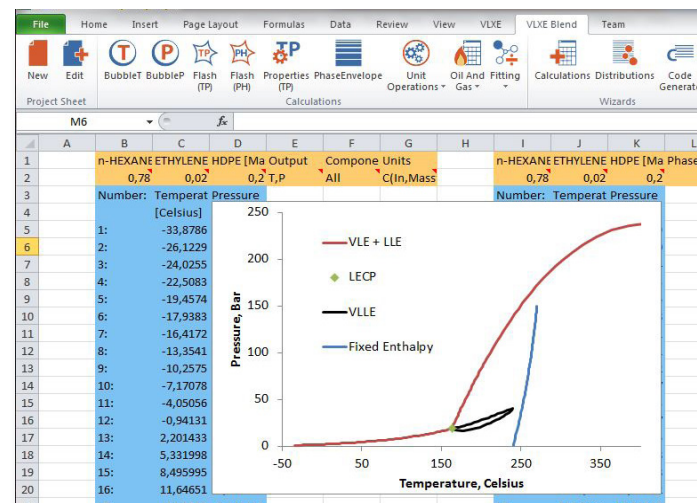 File Home Insert Page Layout Formulas Data Review View VLXE VLXE Blend Team
New Edit BubbleT BubbleP Flash (TP) Flash (PH) Properties (TP) PhaseEnvelope Unit Operations Oil And Gas Fitting Calculations Distributions Code
Project Sheet Calculations Wizards
M6 fx
A B C D E F G H I J K L
1 n-HEXANE ETHYLENE HDPE [Ma Output Compone Units n-HEXANE ETHYLENE HDPE [Ma Phase
2 0,78 0,02 0,2 T,P All C(In,Mass 0,78 0,02 0,2
3 Number: Temperat Pressure Number: Temperat Pressure
4 [Celsius]
5 1: -33,8786
6 2: -26,1229
7 3: -24,0255
8 4: -22,5083
9 5: -19,4574
10 6: -17,9383
11 7: -16,4172
12 8: -13,3541
13 9: -10,2575
14 10: -7,17078
15 11: -4,05056
16 12: -0,94131
17 13: 2,201433
18 14: 5,331998
19 15: 8,495995
20 16: 11,64651
Pressure, Bar
250
200
150
100
50
0
VLE + LLE
LECP
VLLE
Fixed Enthalpy
-50 50 150 250 350
Temperature, Celsius